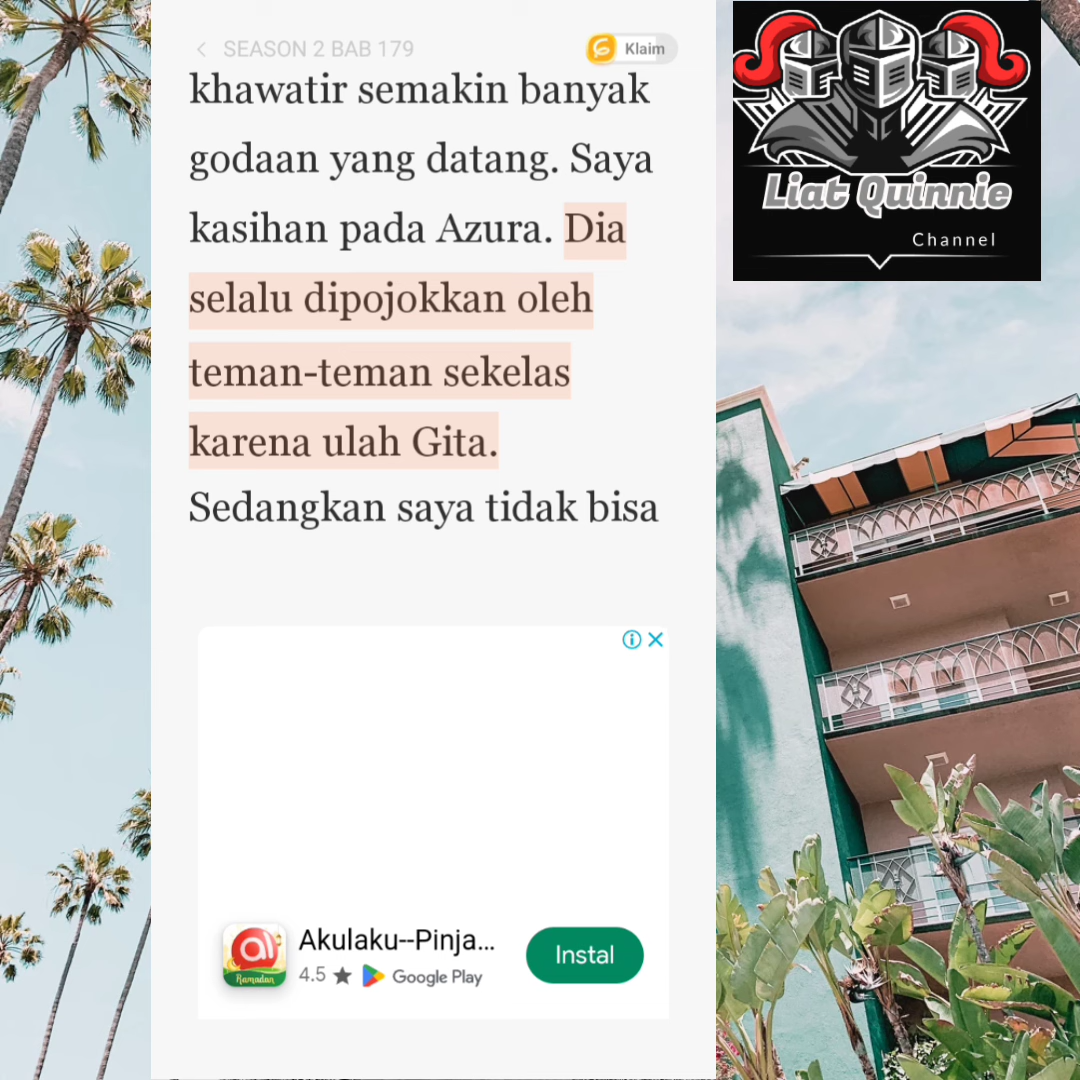 SEASON 2 BAB 179
Klaim
khawatir semakin banyak
godaan yang datang. Saya
kasihan pada Azura. Dia
selalu dipojokkan oleh
teman-teman sekelas
karena ulah Gita.
Sedangkan saya tidak bisa
Akulaku--Pinja...
4.5 ★ Google Play
Instal
Ramadan
Liat Quinnie
Channel